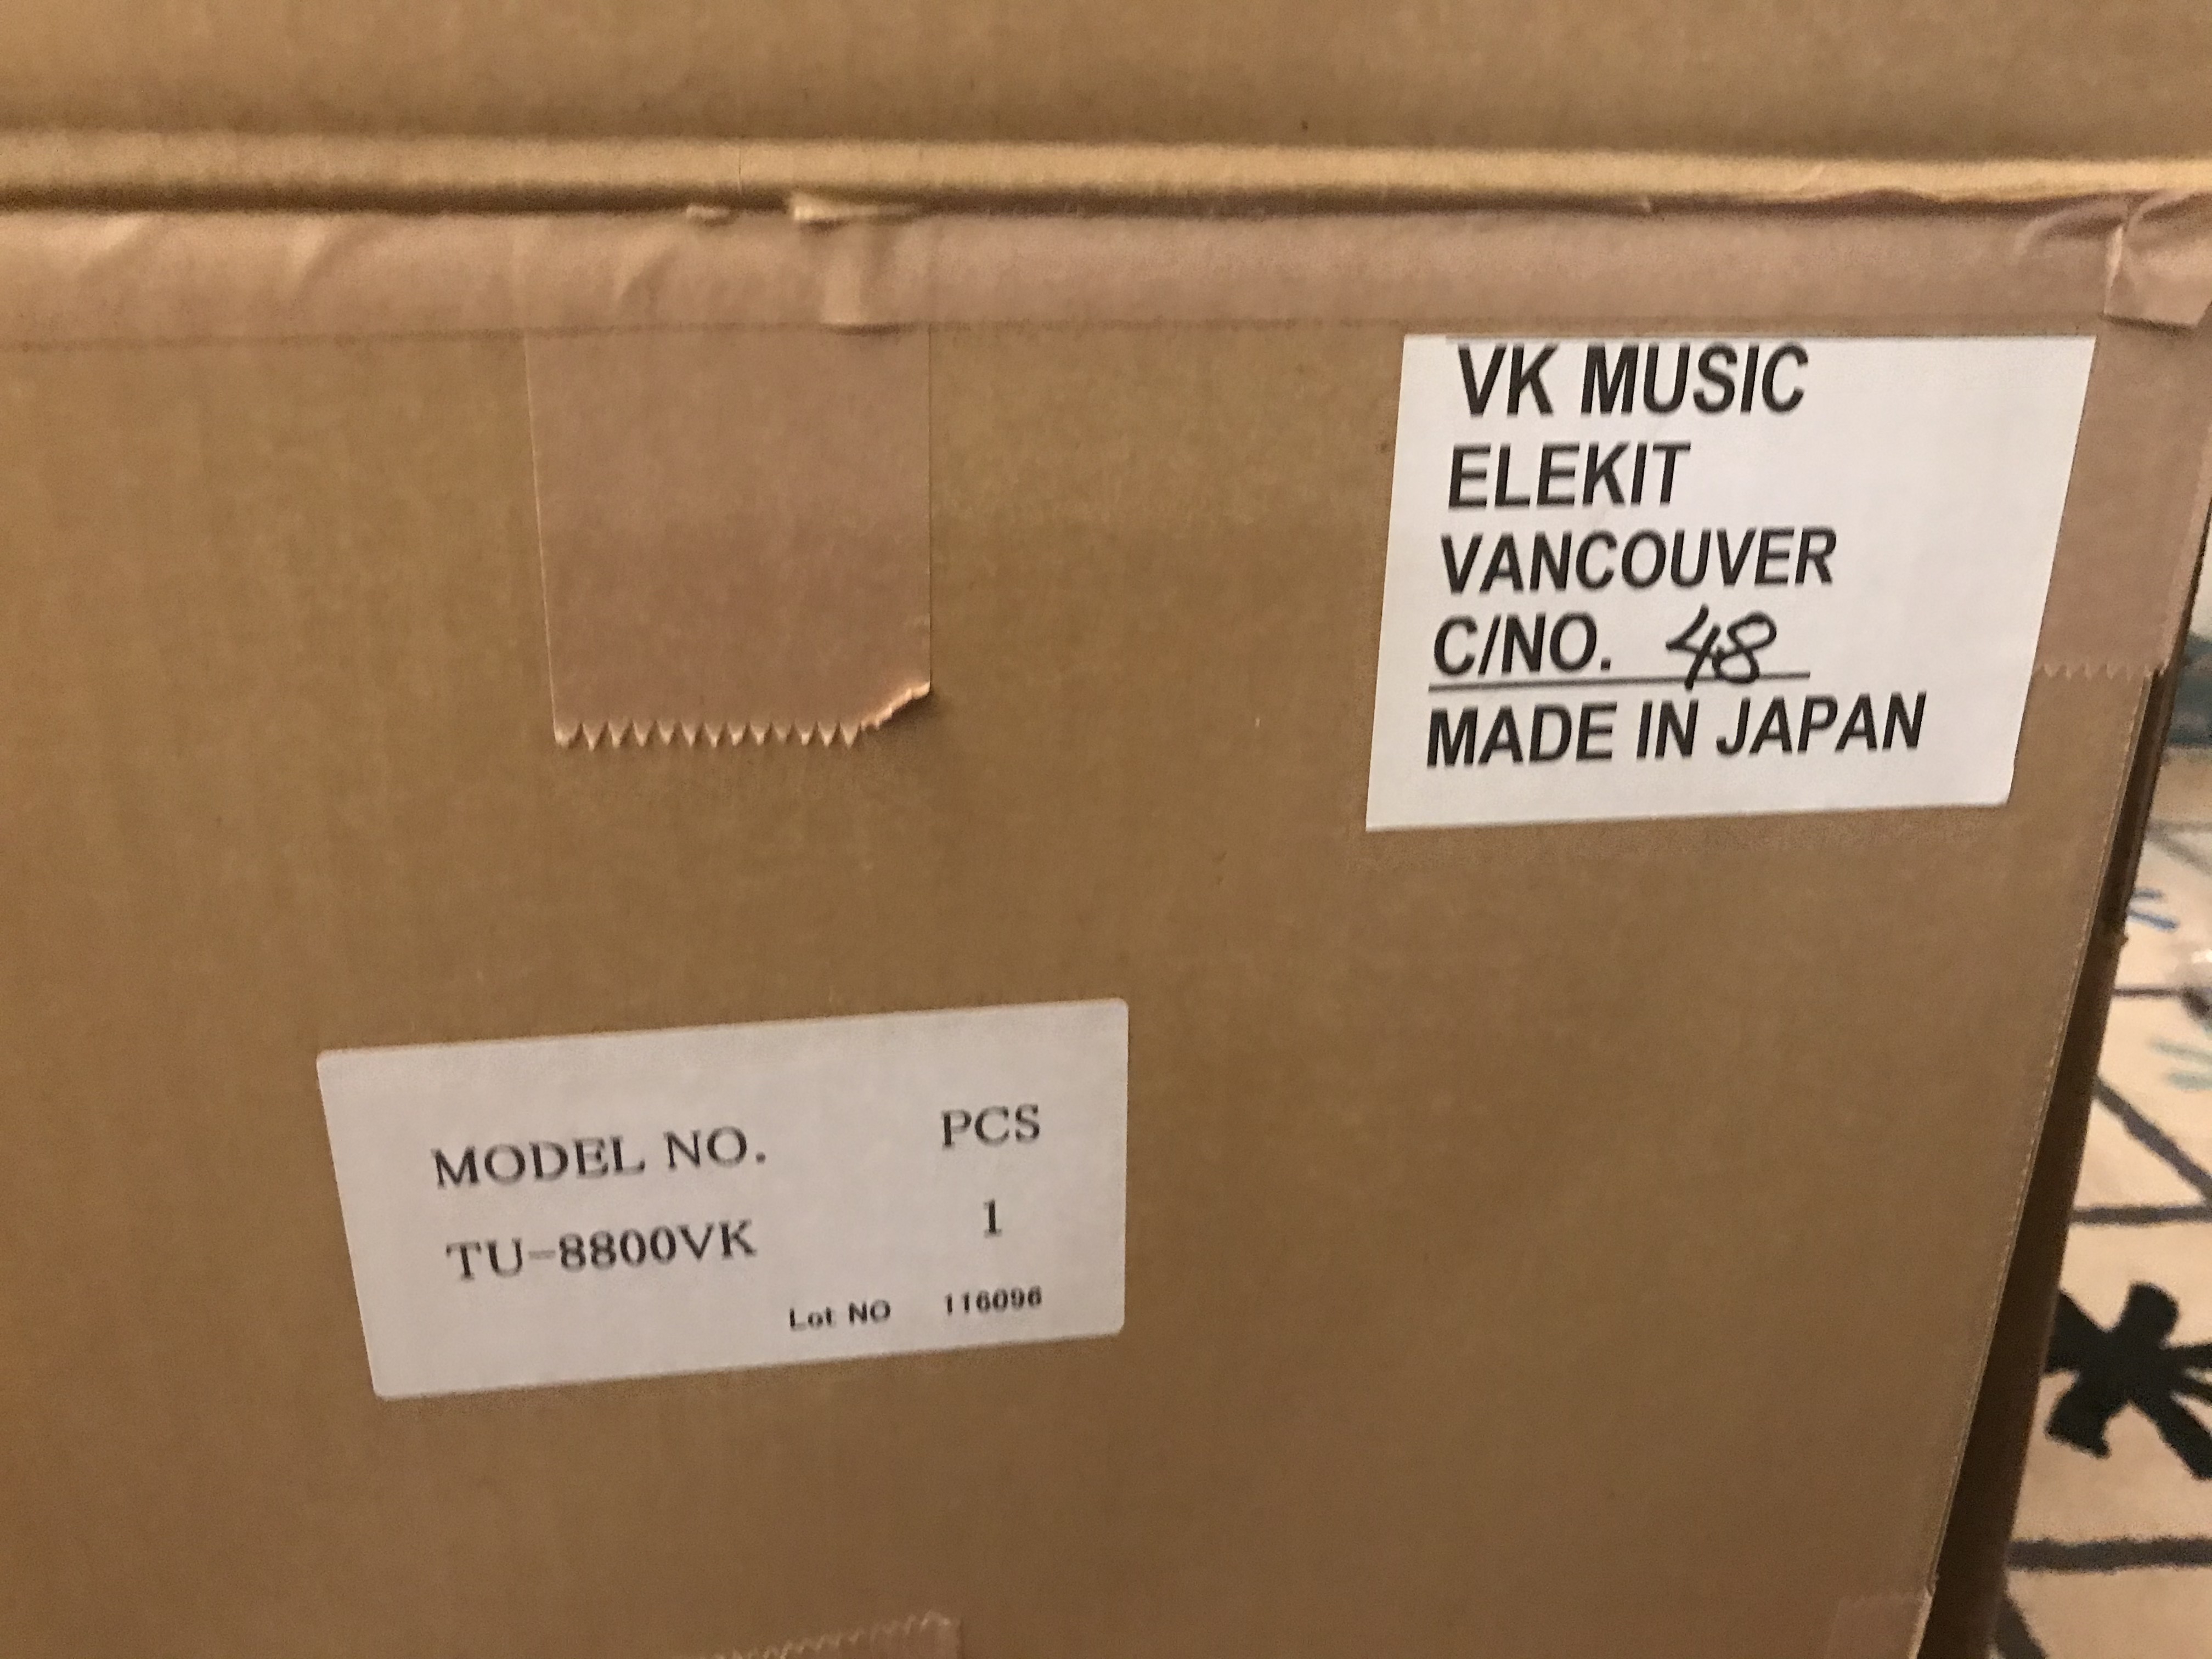 VK MUSIC
ELEKIT
VANCOUVER
C/NO. 48
MADE IN JAPAN
MODEL NO. PCS
TU-8800VK 1
Lot NO 116096